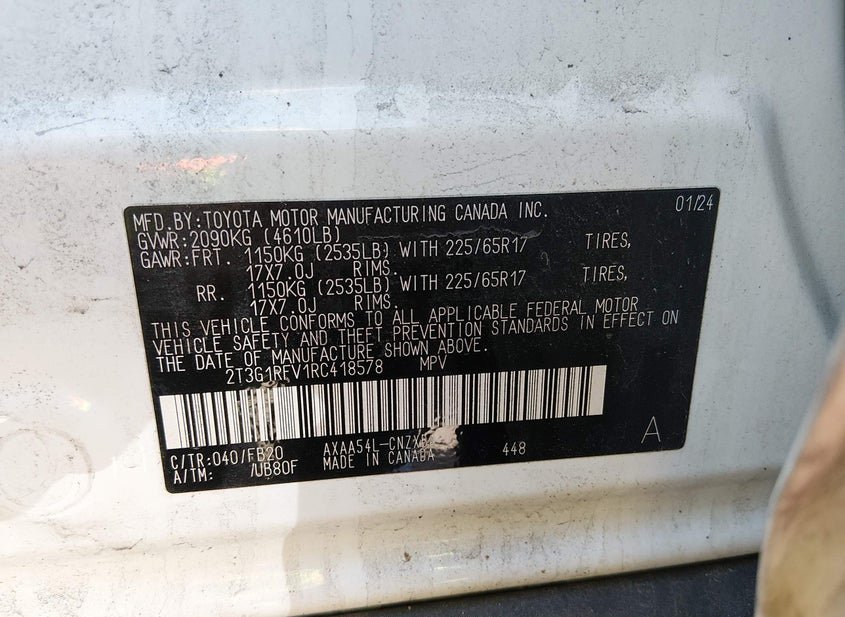 MFD.BY:TOYOTA MOTOR MANUFACTURING CANADA INC. 01/24
GVWR:2090KG (4610LB)
GAWR:FRT. 1150KG (2535LB) WITH 225/65R17 TIRES,
17X7.0J RIMS.
RR. 1150KG (2535LB) WITH 225/65R17 TIRES,
17X7.0J RIMS.
THIS VEHICLE CONFORMS TO ALL APPLICABLE FEDERAL MOTOR
VEHICLE SAFETY AND THEFT PREVENTION STANDARDS IN EFFECT ON
THE DATE OF MANUFACTURE SHOWN ABOVE.
2T3G1RFV1RC418578 MPV
C/TR:040/FB20 448 A
A/TM: /UB80F MADE IN CANADA